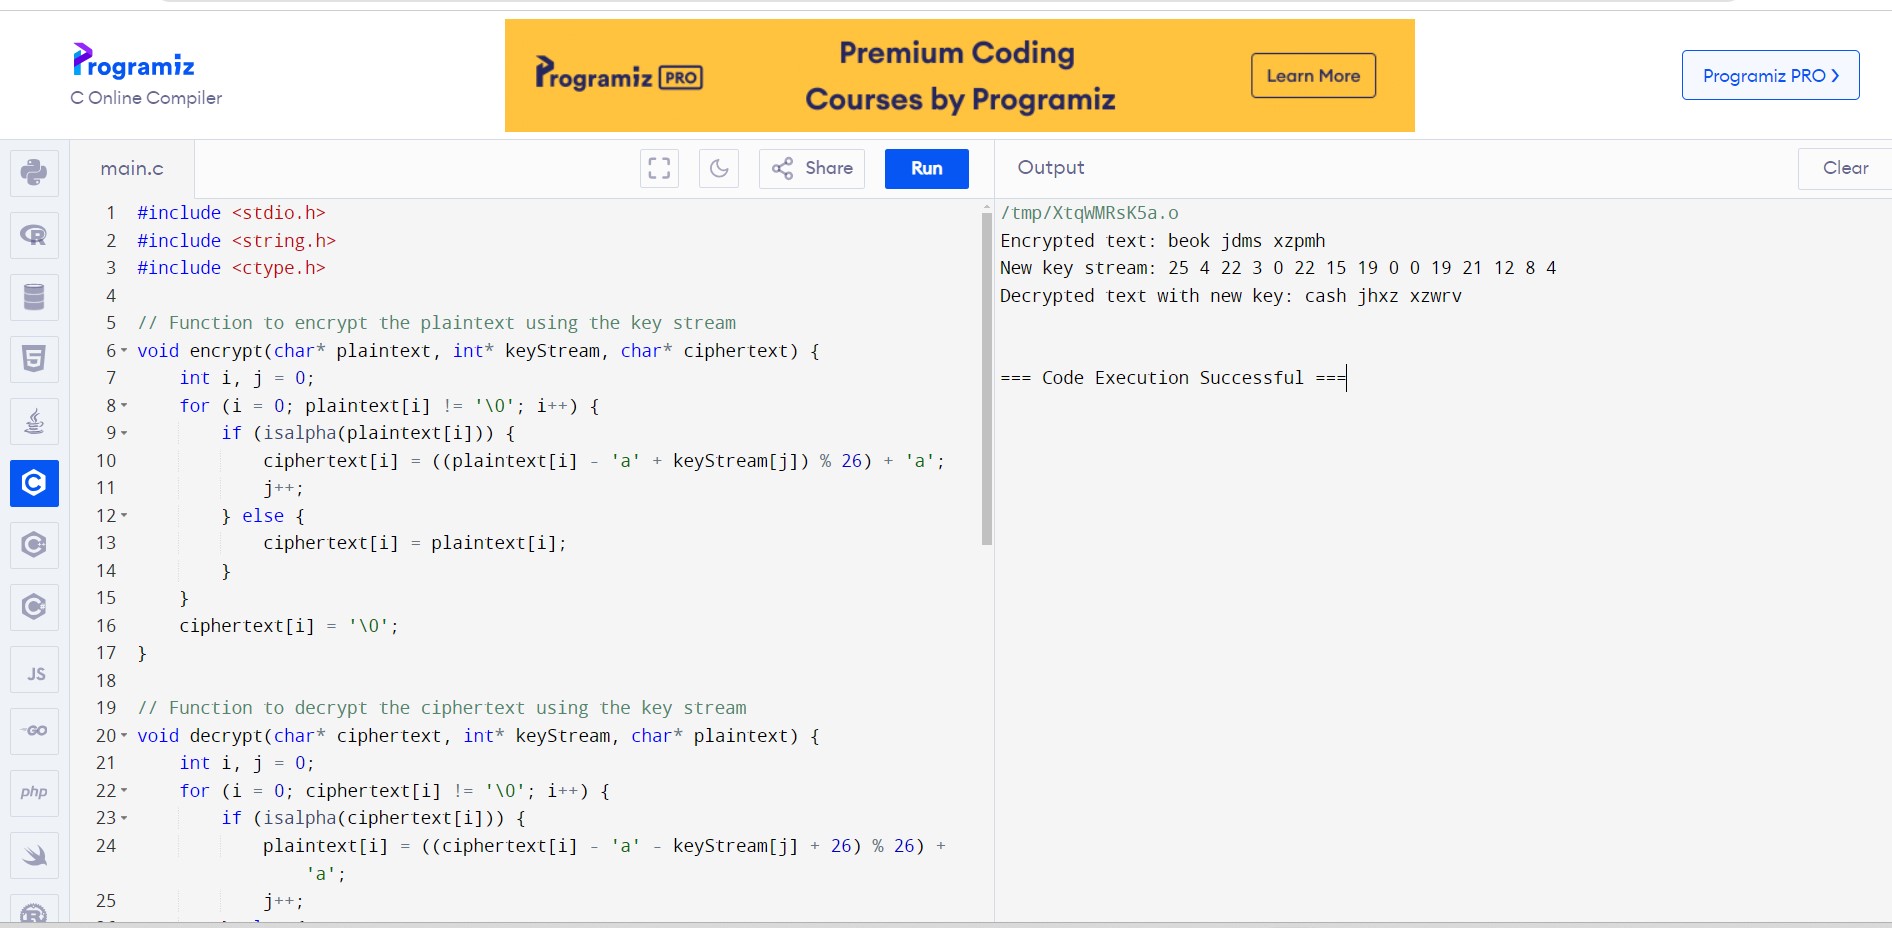 Programiz
C Online Compiler
Programiz PRO
Premium Coding
Courses by Programiz
Learn More
Programiz PRO ❯
main.c
Share
Run
Output
Clear
JS
GO
php
1 #include <stdio.h>
2 #include <string.h>
3 #include <ctype.h>
4
5 // Function to encrypt the plaintext using the key stream
6 void encrypt(char* plaintext, int* keyStream, char* ciphertext) {
7     int i, j = 0;
8     for (i = 0; plaintext[i] != '\0'; i++) {
9         if (isalpha(plaintext[i])) {
10             ciphertext[i] = ((plaintext[i] - 'a' + keyStream[j]) % 26) + 'a';
11             j++;
12         } else {
13             ciphertext[i] = plaintext[i];
14         }
15     }
16     ciphertext[i] = '\0';
17 }
18
19 // Function to decrypt the ciphertext using the key stream
20 void decrypt(char* ciphertext, int* keyStream, char* plaintext) {
21     int i, j = 0;
22     for (i = 0; ciphertext[i] != '\0'; i++) {
23         if (isalpha(ciphertext[i])) {
24             plaintext[i] = ((ciphertext[i] - 'a' - keyStream[j] + 26) % 26) +
'a';
25             j++;
/tmp/XtqWMRsK5a.o
Encrypted text: beok jdms xzpmh
New key stream: 25 4 22 3 0 22 15 19 0 0 19 21 12 8 4
Decrypted text with new key: cash jhxz xzwrv
=== Code Execution Successful ===